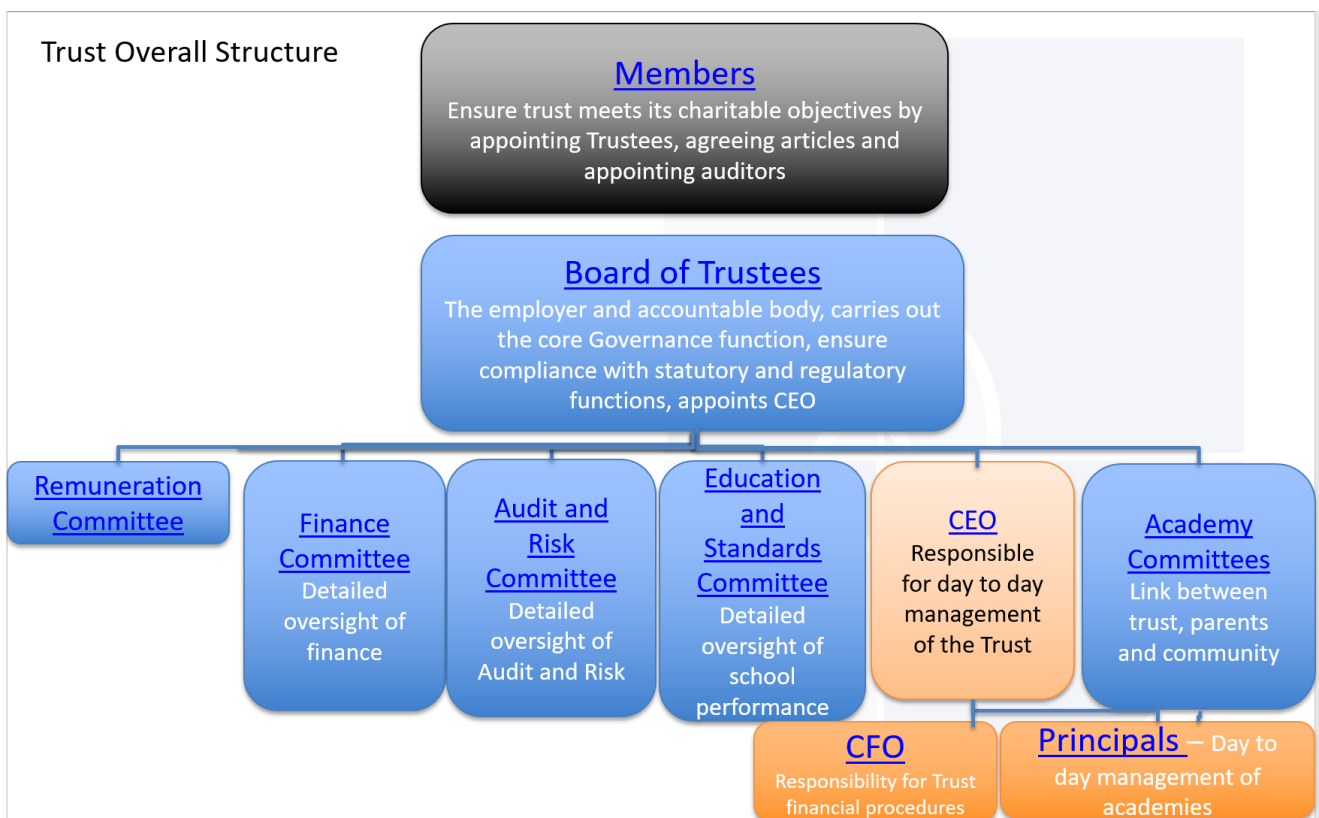 Trust Overall Structure
Members
Ensure trust meets its charitable objectives by
appointing Trustees, agreeing articles and
appointing auditors
Board of Trustees
The employer and accountable body, carries out
the core Governance function, ensure
compliance with statutory and regulatory
functions, appoints CEO
Remuneration
Committee
Finance
Committee
Detailed
oversight of
finance
Audit and
Risk
Committee
Detailed
oversight of
Audit and Risk
Education
and
Standards
Committee
Detailed
oversight of
school
performance
CEO
Responsible
for day to day
management
of the Trust
Academy
Committees
Link between
trust, parents
and community
CFO
Responsibility for Trust
financial procedures
Principals – Day to
day management of
academies